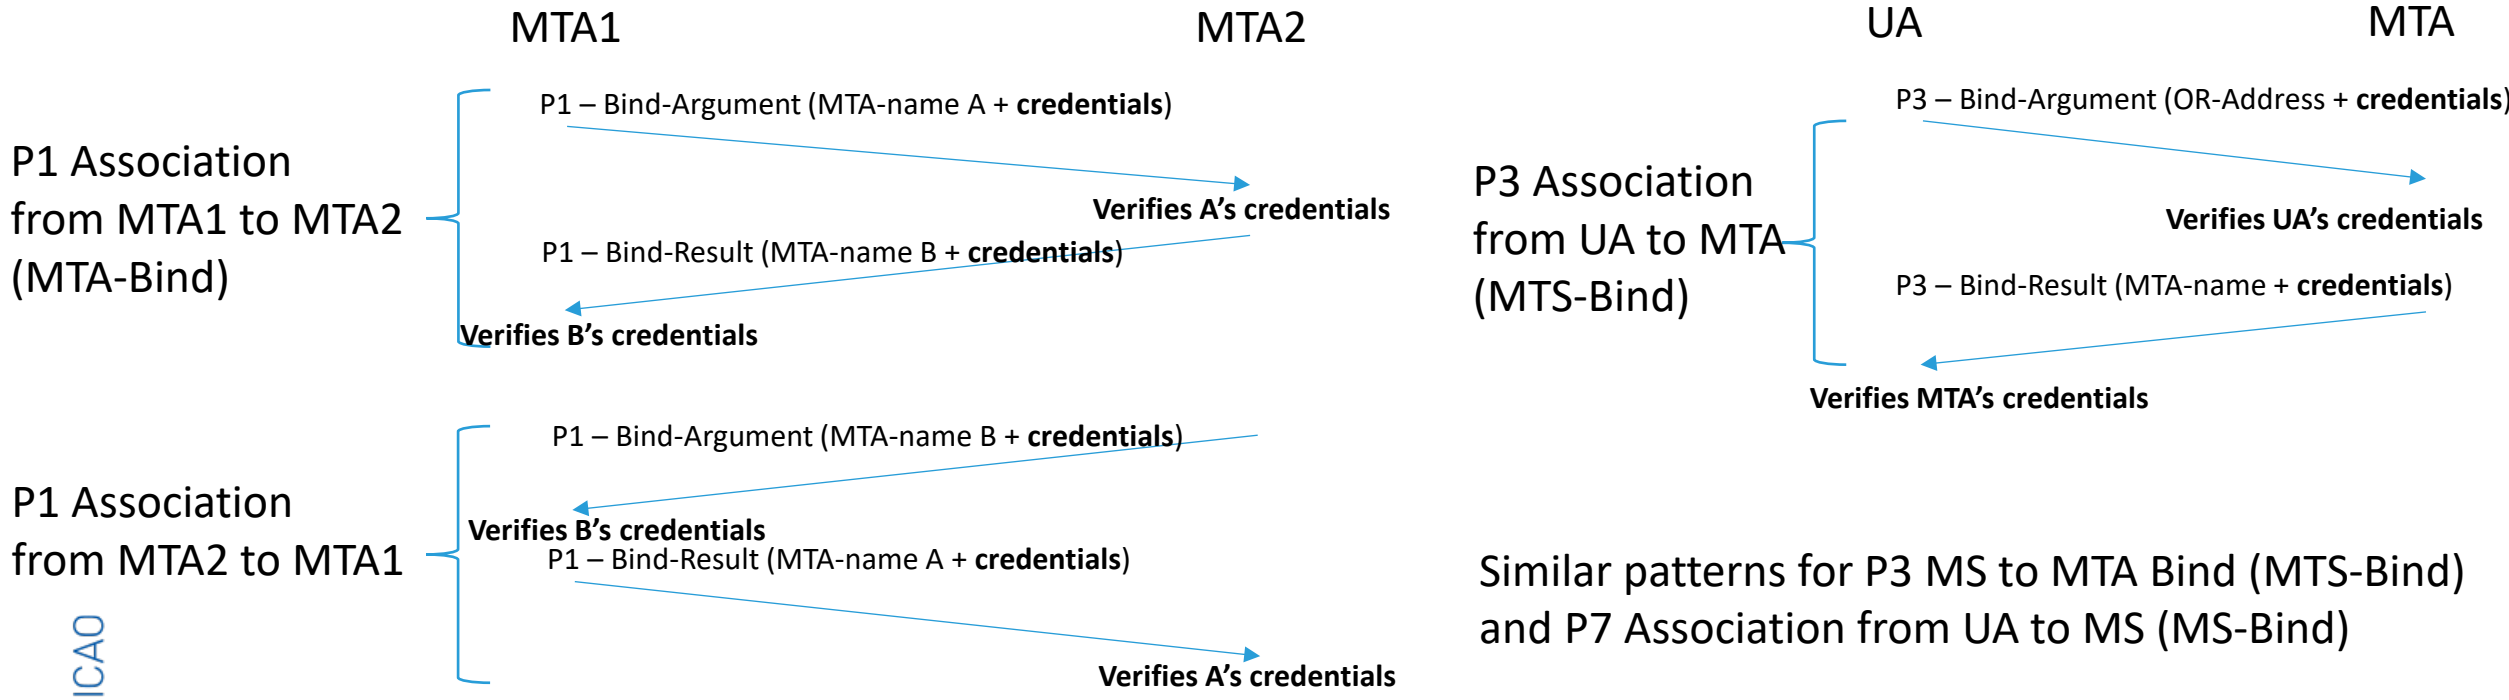 MTA1
MTA2
P1 Association
from MTA1 to MTA2
(MTA-Bind)
P1 – Bind-Argument (MTA-name A + credentials)
Verifies A's credentials
P1 – Bind-Result (MTA-name B + credentials)
Verifies B's credentials
P1 Association
from MTA2 to MTA1
P1 – Bind-Argument (MTA-name B + credentials)
Verifies B's credentials
P1 – Bind-Result (MTA-name A + credentials)
Verifies A's credentials
ICAO
UA
MTA
P3 Association
from UA to MTA
(MTS-Bind)
P3 – Bind-Argument (OR-Address + credentials)
Verifies UA's credentials
P3 – Bind-Result (MTA-name + credentials)
Verifies MTA's credentials
Similar patterns for P3 MS to MTA Bind (MTS-Bind)
and P7 Association from UA to MS (MS-Bind)